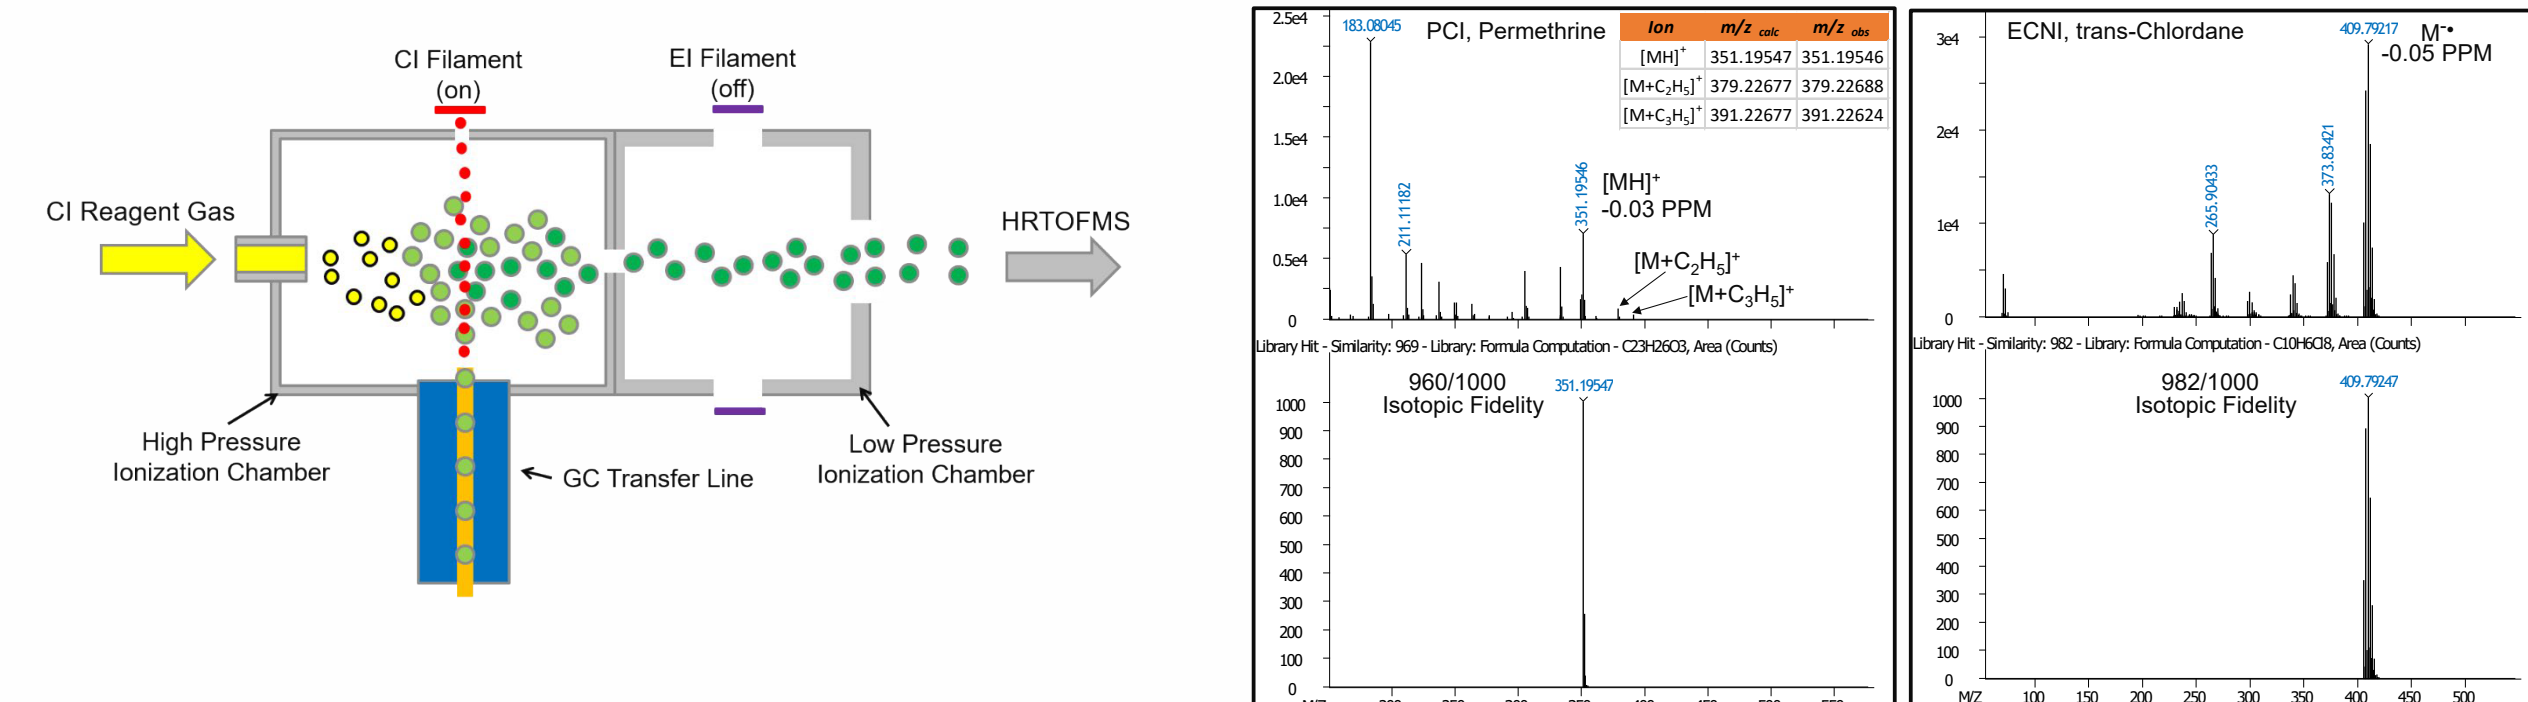 CI Filament
(on)
EI Filament
(off)
CI Reagent Gas
HRTOFMS
High Pressure
Ionization Chamber
GC Transfer Line
Low Pressure
Ionization Chamber
2.5e4
2.0e4
1.5e4
1.0e4
0.5e4
0
183.08045
PCI, Permethrine
Ion m/z calc m/z obs
[MH]+ 351.19547 351.19546
[M+C2H5]+ 379.22677 379.22688
[M+C3H5]+ 391.22677 391.22624
211.11182
351.19546
[MH]+
-0.03 PPM
[M+C2H5]+
[M+C3H5]+
Library Hit - Similarity: 969 - Library: Formula Computation - C23H26O3, Area (Counts)
960/1000
Isotopic Fidelity
351.19547
1000
900
800
700
600
500
400
300
200
100
0
3e4
2e4
1e4
0
ECNI, trans-Chlordane
409.79217
M-•
-0.05 PPM
265.90433
373.83421
Library Hit - Similarity: 982 - Library: Formula Computation - C10H6Cl8, Area (Counts)
982/1000
Isotopic Fidelity
409.79247
1000
900
800
700
600
500
400
300
200
100
0
M/Z 100 150 200 250 300 350 400 450 500